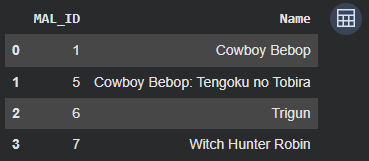 MAL_ID Name
0 1 Cowboy Bebop
1 5 Cowboy Bebop: Tengoku no Tobira
2 6 Trigun
3 7 Witch Hunter Robin